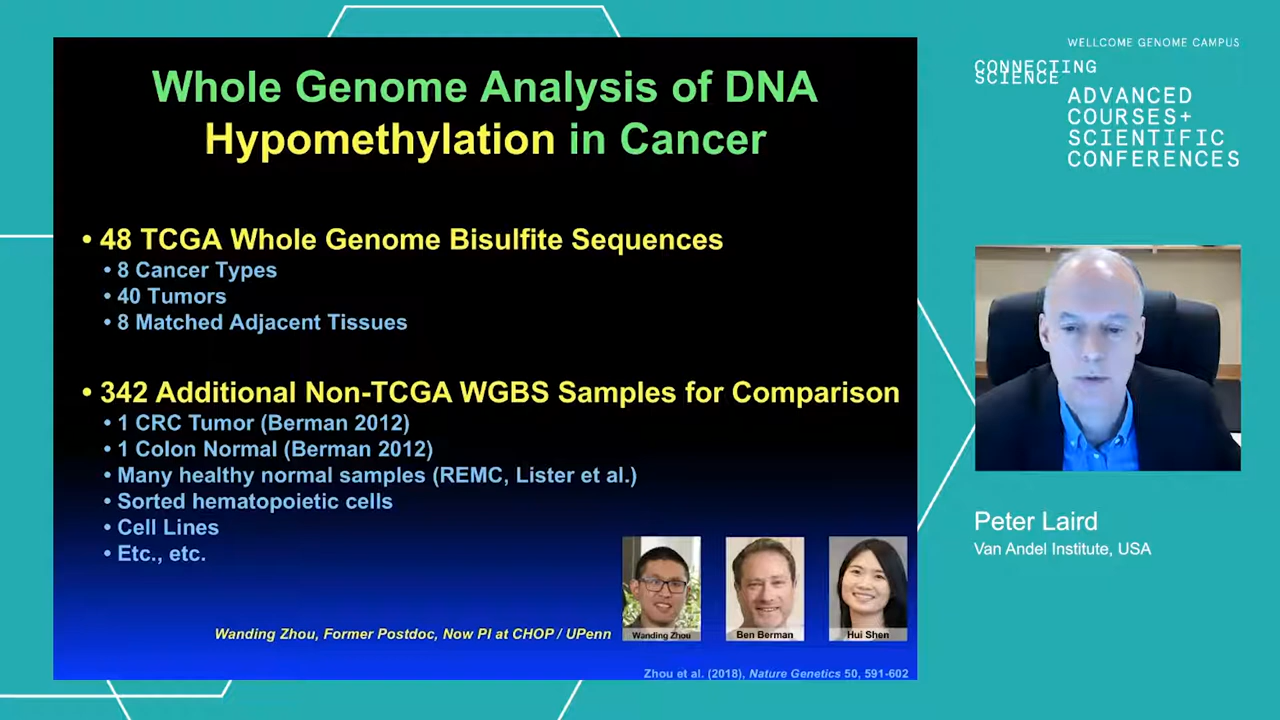 Whole Genome Analysis of DNA
Hypomethylation in Cancer
• 48 TCGA Whole Genome Bisulfite Sequences
• 8 Cancer Types
• 40 Tumors
• 8 Matched Adjacent Tissues
• 342 Additional Non-TCGA WGBS Samples for Comparison
• 1 CRC Tumor (Berman 2012)
• 1 Colon Normal (Berman 2012)
• Many healthy normal samples (REMC, Lister et al.)
• Sorted hematopoietic cells
• Cell Lines
• Etc., etc.
Wanding Zhou, Former Postdoc, Now PI at CHOP / UPenn
Wanding Zhou
Ben Berman
Hui Shen
Zhou et al. (2018), Nature Genetics 50, 591-602
WELLCOME GENOME CAMPUS
CONNECTING
SCIENCE
ADVANCED
COURSES+
SCIENTIFIC
CONFERENCES
Peter Laird
Van Andel Institute, USA